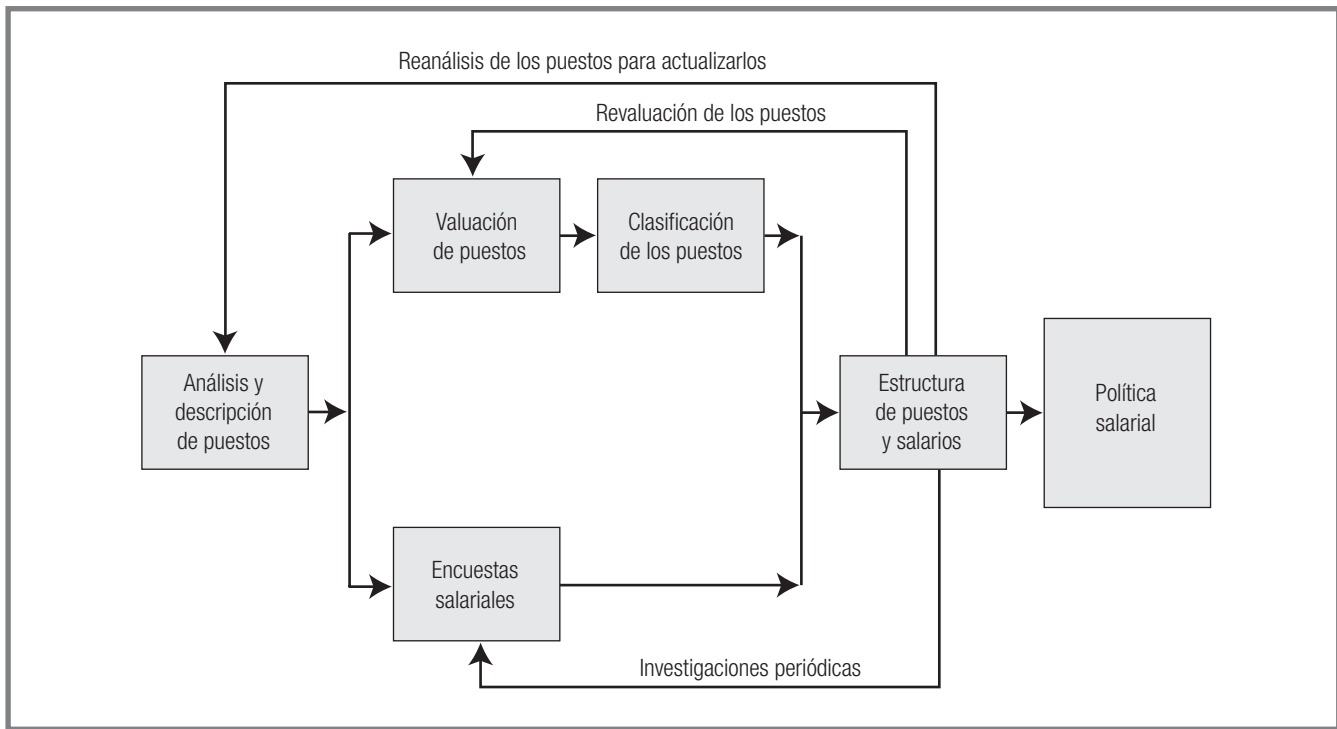 Reanálisis de los puestos para actualizarlos
Revaluación de los puestos
Valuación
de puestos
Clasificación
de los puestos
Análisis y
descripción
de puestos
Estructura
de puestos
y salarios
Política
salarial
Encuestas
salariales
Investigaciones periódicas